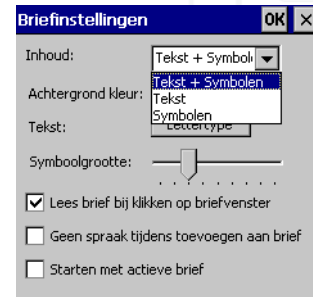 Briefinstellingen OK
Inhoud: Tekst + Symbol
Tekst + Symbolen
Achtergrond kleur: Tekst
Symbolen
Tekst: Lettertype
Symboolgrootte:
Lees brief bij klikken op briefvenster
Geen spraak tijdens toevoegen aan brief
Starten met actieve brief